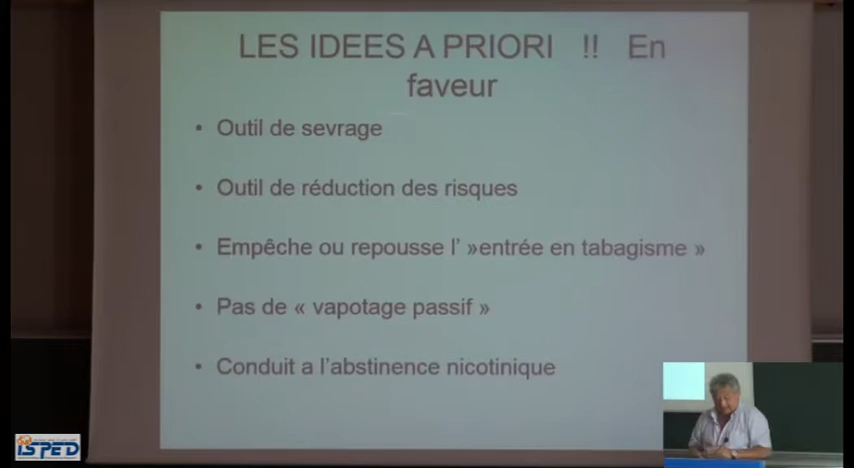 LES IDEES A PRIORI !! En
faveur
• Outil de sevrage
• Outil de réduction des risques
• Empêche ou repousse l' »entrée en tabagisme »
• Pas de « vapotage passif »
• Conduit a l'abstinence nicotinique
ISPED